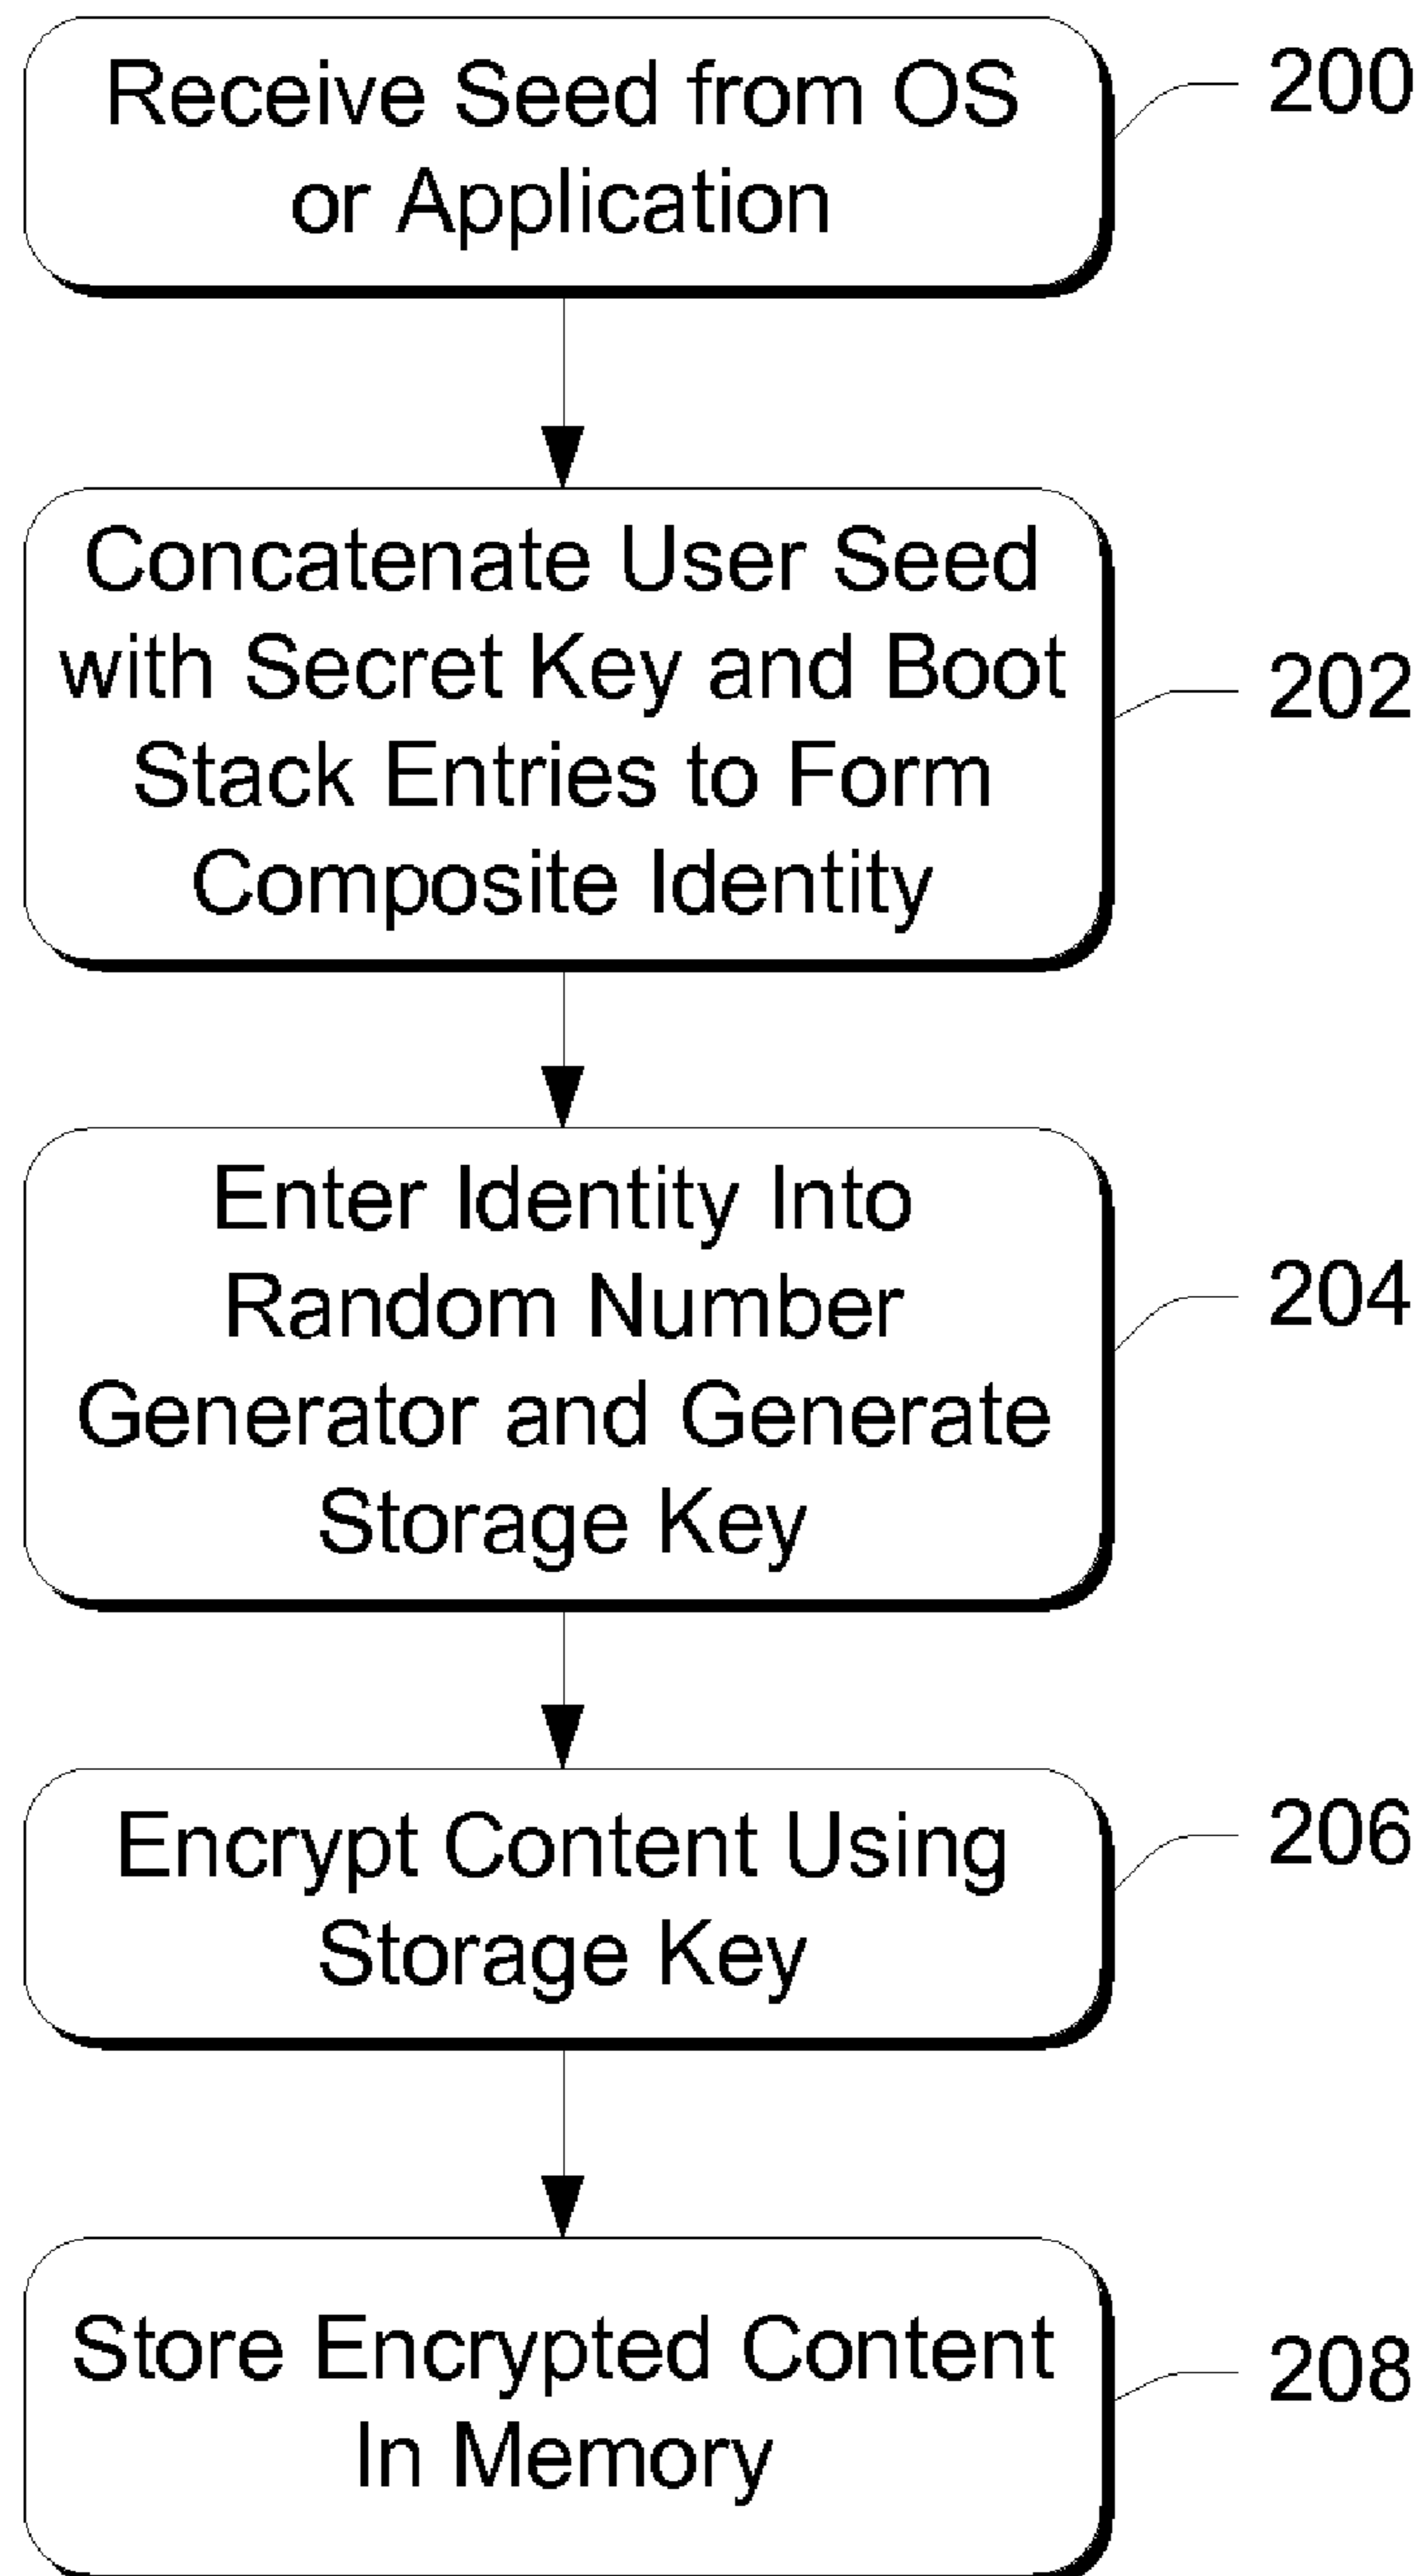 Receive Seed from OS
or Application
200
Concatenate User Seed
with Secret Key and Boot
Stack Entries to Form
Composite Identity
202
Enter Identity Into
Random Number
Generator and Generate
Storage Key
204
Encrypt Content Using
Storage Key
206
Store Encrypted Content
In Memory
208